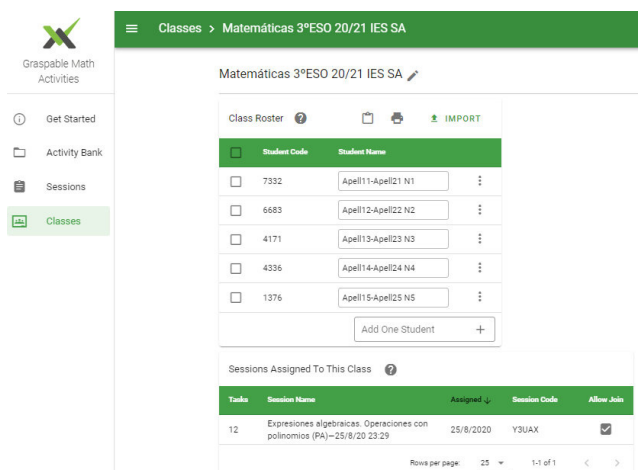 Graspable Math
Activities
Get Started
Activity Bank
Sessions
Classes
Classes > Matemáticas 3ºESO 20/21 IES SA
Matemáticas 3ºESO 20/21 IES SA
Class Roster ? IMPORT
Student Code Student Name
7332 Apell11-Apell21 N1
6683 Apell12-Apell22 N2
4171 Apell13-Apell23 N3
4336 Apell14-Apell24 N4
1376 Apell15-Apell25 N5
Add One Student +
Sessions Assigned To This Class ?
Tasks Session Name Assigned ↓ Session Code Allow Join
12 Expresiones algebraicas. Operaciones con
polinomios (PA)—25/8/20 23:29 25/8/2020 Y3UAX
Rows per page: 25 1-1 of 1 < >